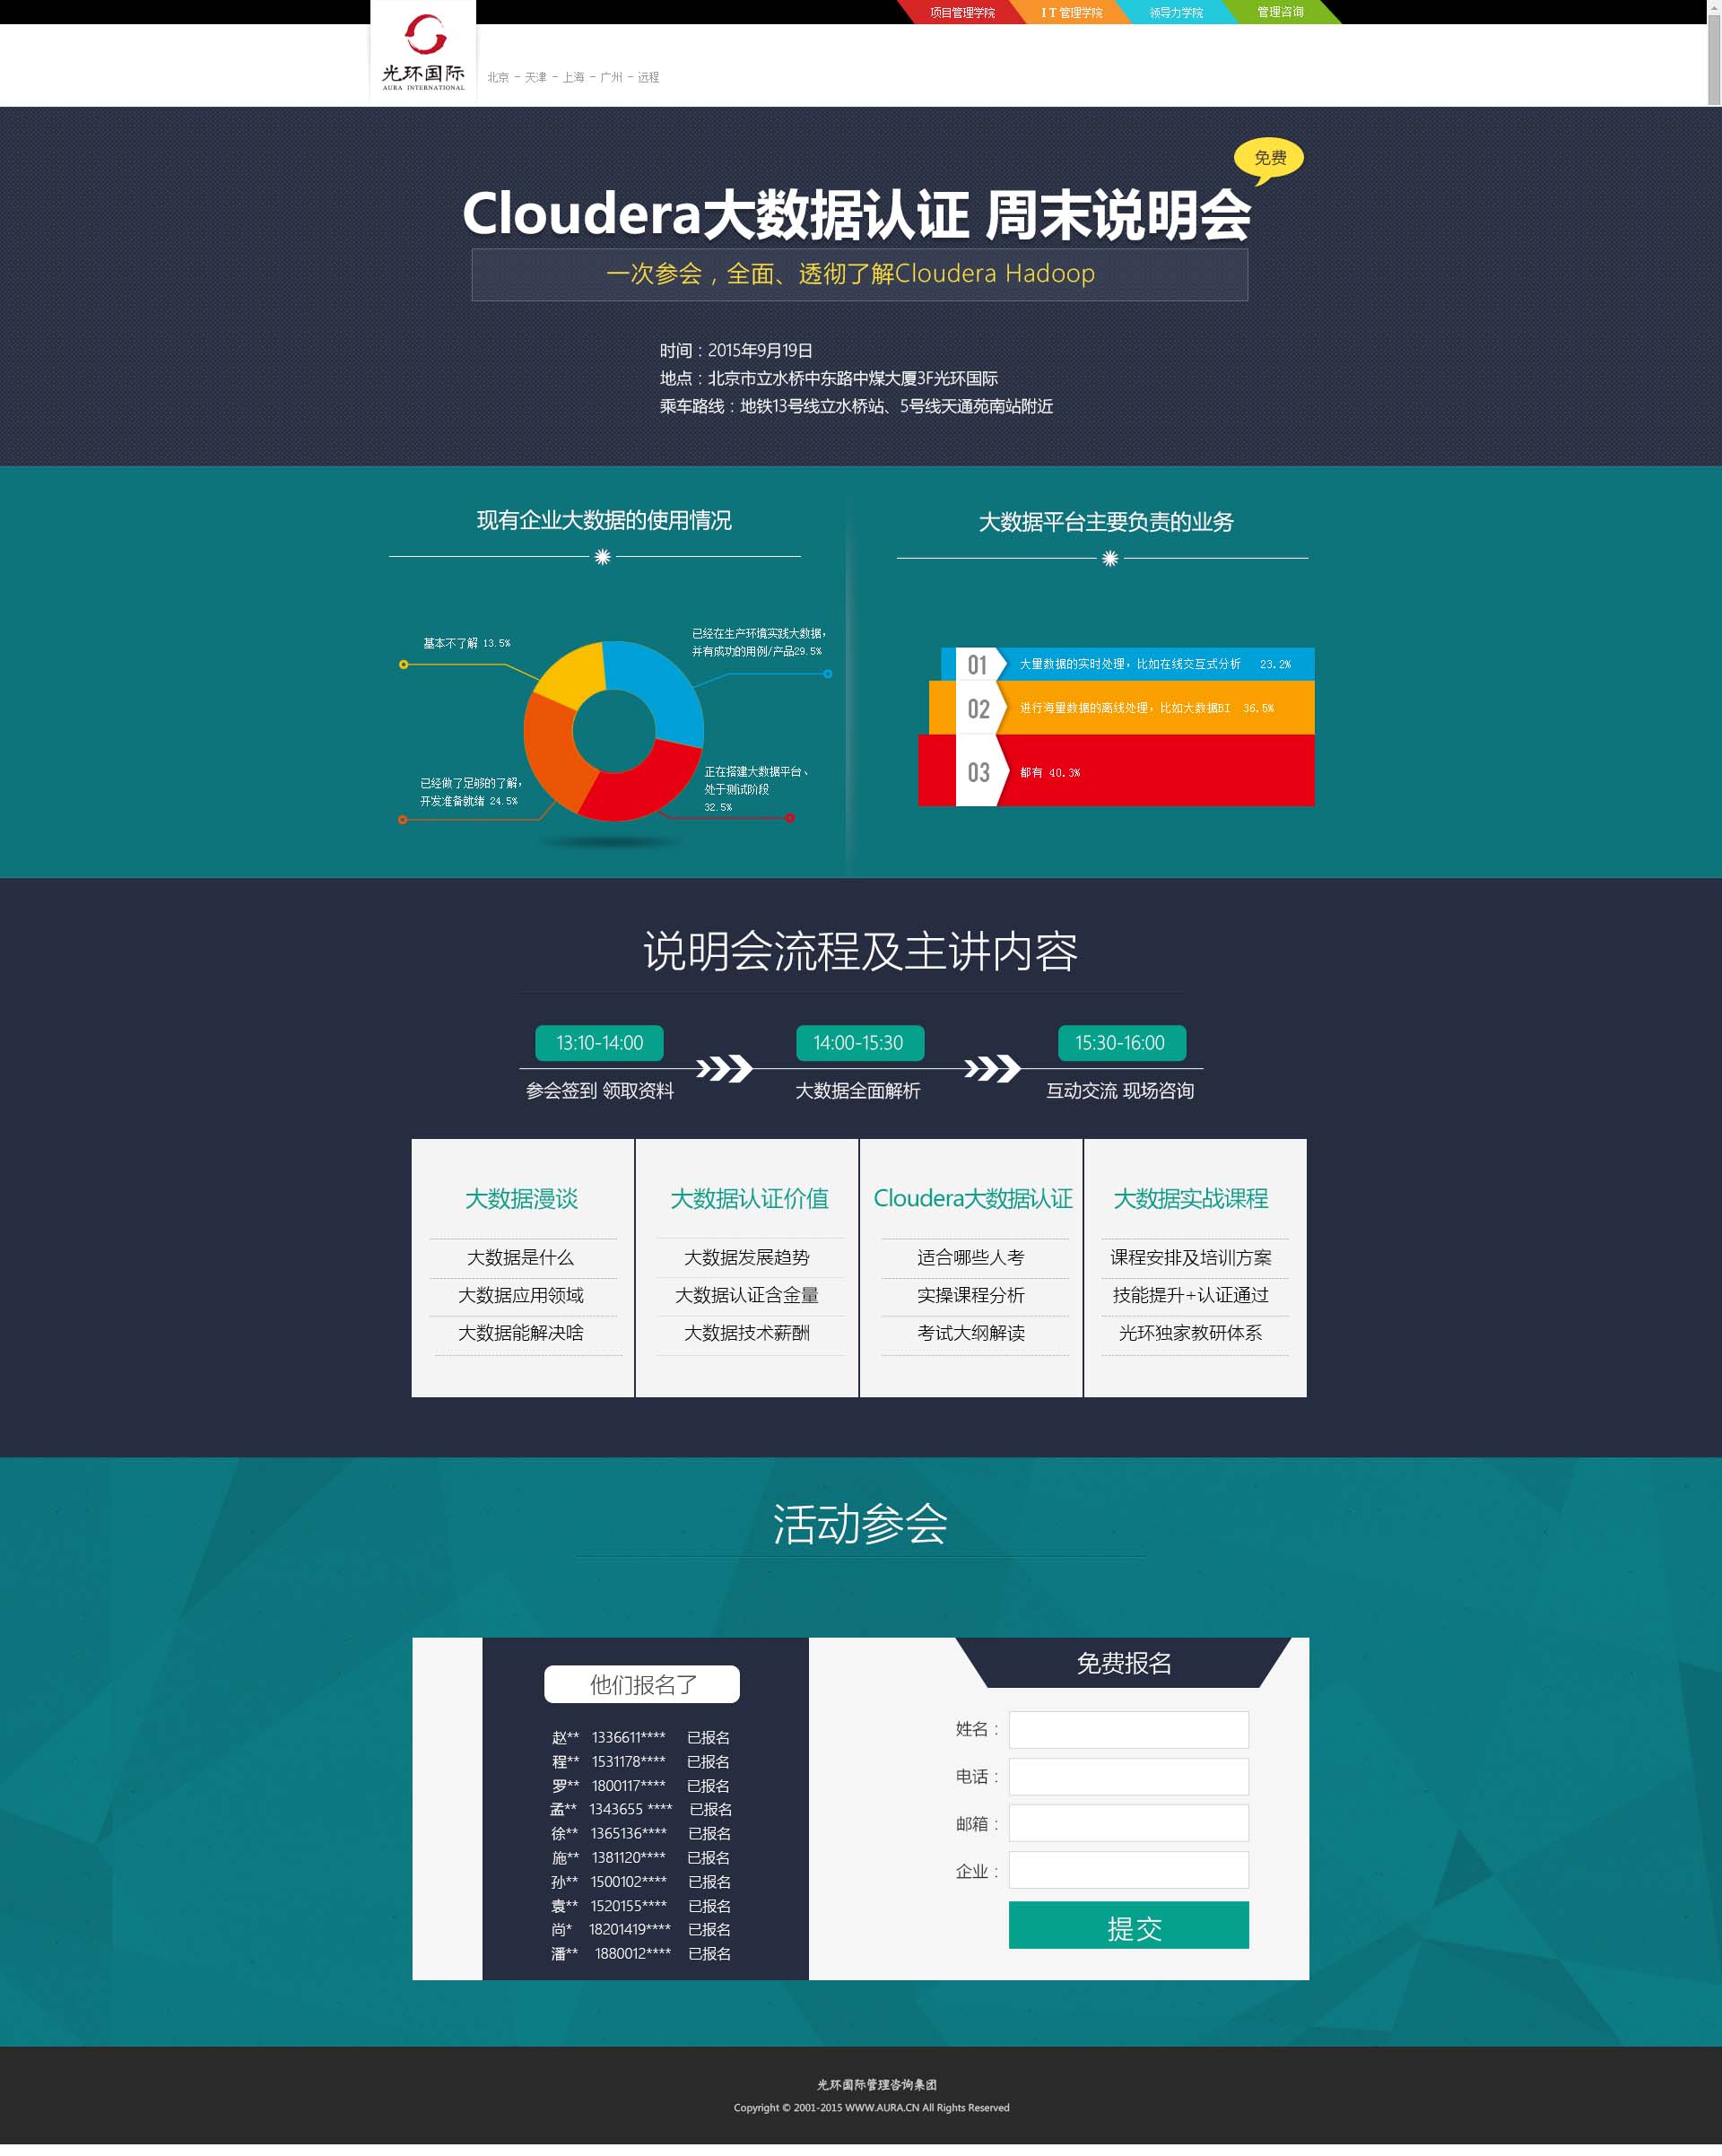 项目管理学院
IT管理学院
领导力学院
管理咨询
光环国际
AURA INTERNATIONAL
北京 - 天津 - 上海 - 广州 - 远程
免费
Cloudera大数据认证 周末说明会
一次参会，全面、透彻了解Cloudera Hadoop
时间：2015年9月19日
地点：北京市立水桥中东路中煤大厦3F光环国际
乘车路线：地铁13号线立水桥站、5号线天通苑南站附近
现有企业大数据的使用情况
基本不了解 13.5%
已经在生产环境实践大数据，
并有成功的用例/产品29.5%
已经做了足够的了解，
开发准备就绪 24.5%
正在搭建大数据平台、
处于测试阶段
32.5%
大数据平台主要负责的业务
01 大量数据的实时处理，比如在线交互式分析 23.2%
02 进行海量数据的离线处理，比如大数据BI 36.5%
03 都有 40.3%
说明会流程及主讲内容
13:10-14:00
参会签到 领取资料
14:00-15:30
大数据全面解析
15:30-16:00
互动交流 现场咨询
大数据漫谈
大数据是什么
大数据应用领域
大数据能解决啥
大数据认证价值
大数据发展趋势
大数据认证含金量
大数据技术薪酬
Cloudera大数据认证
适合哪些人考
实操课程分析
考试大纲解读
大数据实战课程
课程安排及培训方案
技能提升+认证通过
光环独家教研体系
活动参会
他们报名了
赵** 1336611**** 已报名
程** 1531178**** 已报名
罗** 1800117**** 已报名
孟** 1343655 **** 已报名
徐** 1365136**** 已报名
施** 1381120**** 已报名
孙** 1500102**** 已报名
袁** 1520155**** 已报名
尚* 18201419**** 已报名
潘** 1880012**** 已报名
免费报名
姓名：
电话：
邮箱：
企业：
提交
光环国际管理咨询集团
Copyright © 2001-2015 WWW.AURA.CN All Rights Reserved